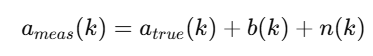 a_{meas}(k) = a_{true}(k) + b(k) + n(k)